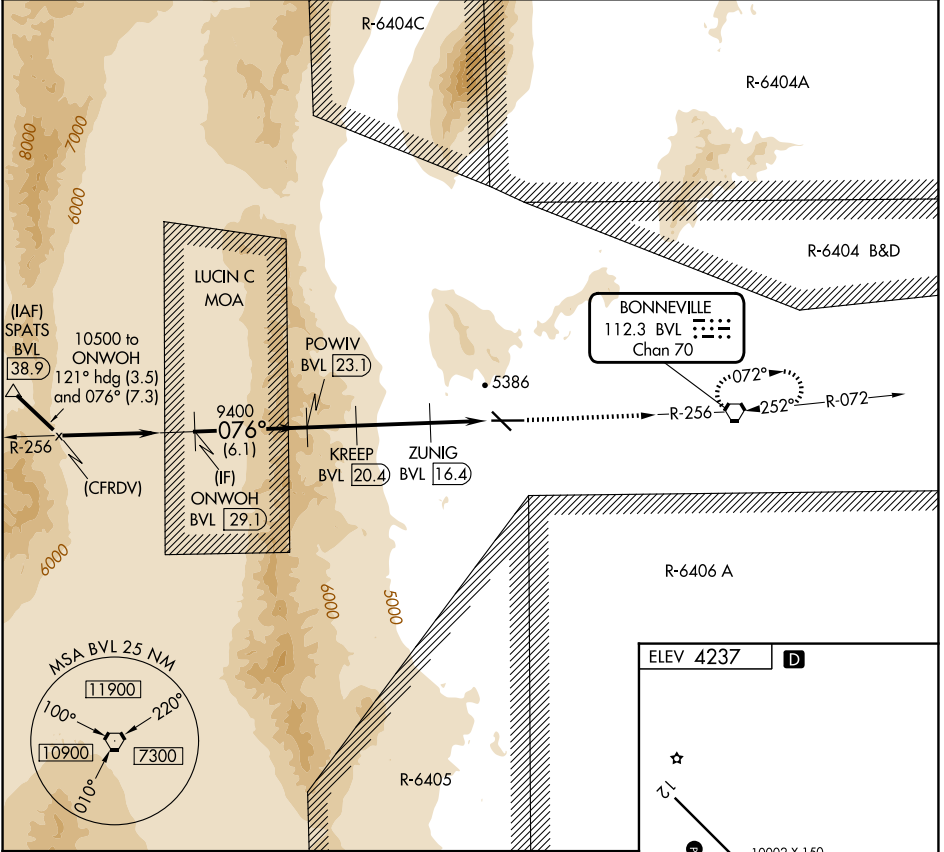 R-6404C
R-6404A
8000
7000
6000
R-6404 B&D
LUCIN C
MOA
BONNEVILLE
112.3 BVL
Chan 70
(IAF)
SPATS
BVL
38.9
10500 to
ONWOH
121° hdg (3.5)
and 076° (7.3)
POWIV
BVL 23.1
5386
072°
252°
R-072
R-256
9400
076°
(6.1)
R-256
(CFRDV)
(IF)
ONWOH
BVL 29.1
KREEP
BVL 20.4
ZUNIG
BVL 16.4
6000
6000
5000
R-6406 A
MSA BVL 25 NM
11900
100°
220°
10900
7300
010°
R-6405
ELEV 4237
D
12
P
10002 X 150